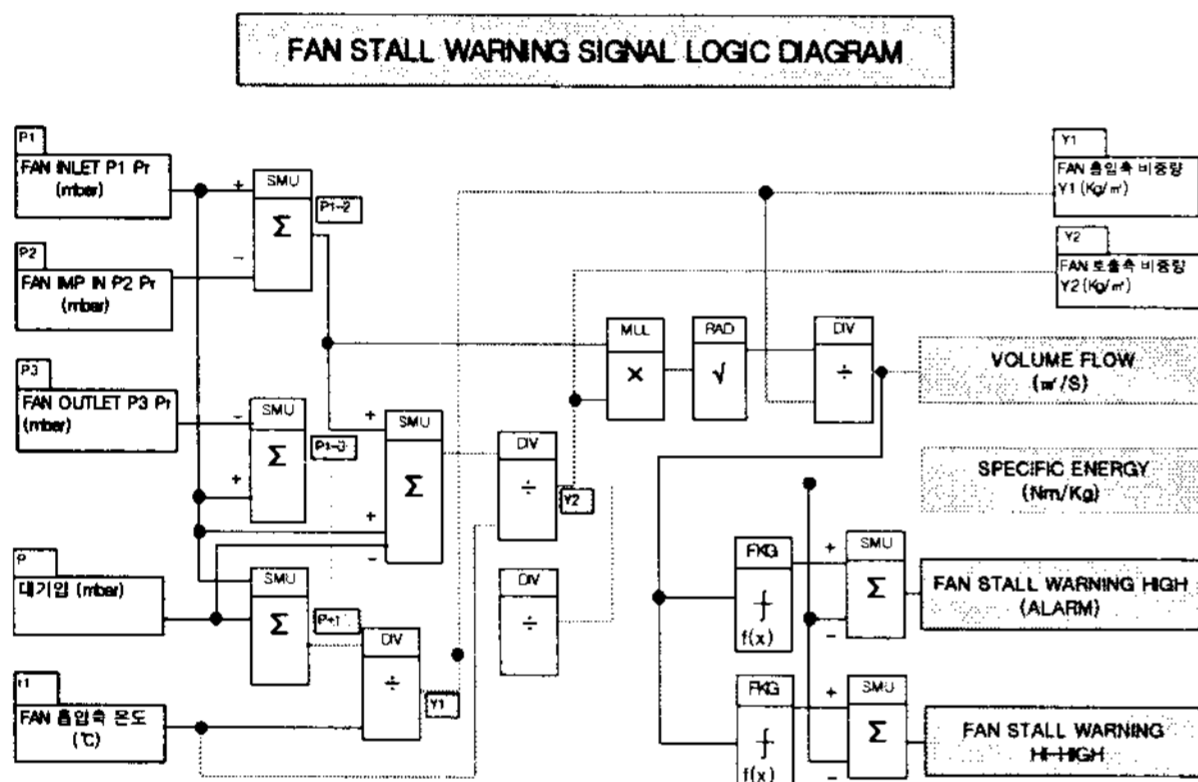 FAN STALL WARNING SIGNAL LOGIC DIAGRAM
P1
FAN INLET P1 Pr
(mbar)
P2
FAN IMP IN P2 Pr
(mbar)
P3
FAN OUTLET P3 Pr
(mbar)
P
대기압 (mbar)
t1
FAN 흡입측 온도
(℃)
+
−
SMU
Σ
P1-2
−
+
SMU
Σ
P1-3
SMU
Σ
P+1
+
+
−
SMU
Σ
DIV
÷
Y1
DIV
÷
Y2
DIV
÷
MUL
×
RAD
√
DIV
÷
Y1
FAN 흡입측 비중량
Y1 (Kg/㎥)
Y2
FAN 토출측 비중량
Y2 (Kg/㎥)
VOLUME FLOW
(㎥/S)
SPECIFIC ENERGY
(Nm/Kg)
FKG
f(x)
+
−
SMU
Σ
FAN STALL WARNING HIGH
(ALARM)
FKG
f(x)
+
−
SMU
Σ
FAN STALL WARNING
HI-HIGH